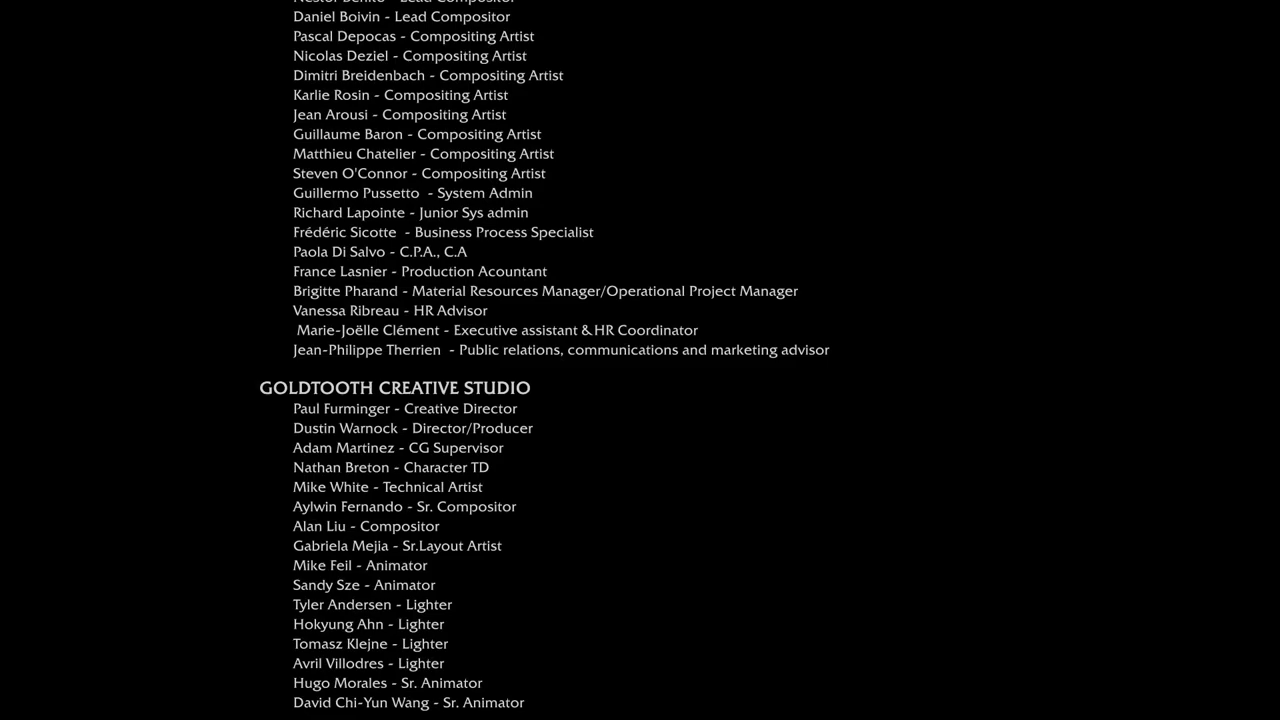 Nestor Benito - Lead Compositor
Daniel Boivin - Lead Compositor
Pascal Depocas - Compositing Artist
Nicolas Deziel - Compositing Artist
Dimitri Breidenbach - Compositing Artist
Karlie Rosin - Compositing Artist
Jean Arousi - Compositing Artist
Guillaume Baron - Compositing Artist
Matthieu Chatelier - Compositing Artist
Steven O'Connor - Compositing Artist
Guillermo Pussetto  - System Admin
Richard Lapointe - Junior Sys admin
Frédéric Sicotte  - Business Process Specialist
Paola Di Salvo - C.P.A., C.A
France Lasnier - Production Acountant
Brigitte Pharand - Material Resources Manager/Operational Project Manager
Vanessa Ribreau - HR Advisor
Marie-Joëlle Clément - Executive assistant & HR Coordinator
Jean-Philippe Therrien  - Public relations, communications and marketing advisor
GOLDTOOTH CREATIVE STUDIO
Paul Furminger - Creative Director
Dustin Warnock - Director/Producer
Adam Martinez - CG Supervisor
Nathan Breton - Character TD
Mike White - Technical Artist
Aylwin Fernando - Sr. Compositor
Alan Liu - Compositor
Gabriela Mejia - Sr.Layout Artist
Mike Feil - Animator
Sandy Sze - Animator
Tyler Andersen - Lighter
Hokyung Ahn - Lighter
Tomasz Klejne - Lighter
Avril Villodres - Lighter
Hugo Morales - Sr. Animator
David Chi-Yun Wang - Sr. Animator